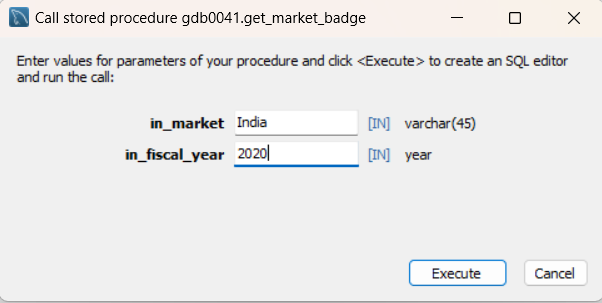 Call stored procedure gdb0041.get_market_badge
Enter values for parameters of your procedure and click <Execute> to create an SQL editor
and run the call:
in_market India [IN] varchar(45)
in_fiscal_year 2020 [IN] year
Execute Cancel